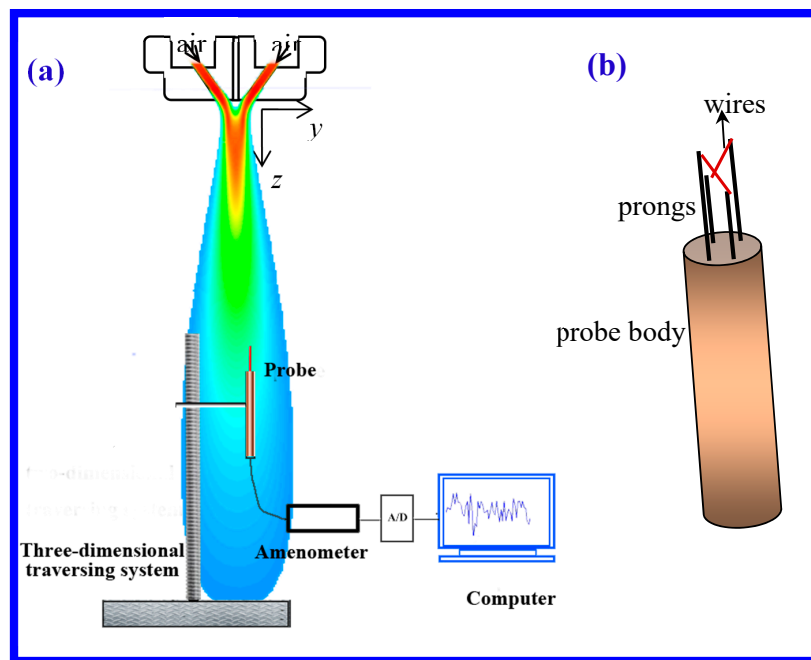 (a)
air air
y
z
Probe
Three-dimensional
traversing system
Amenometer
A/D
Computer
(b)
wires
prongs
probe body